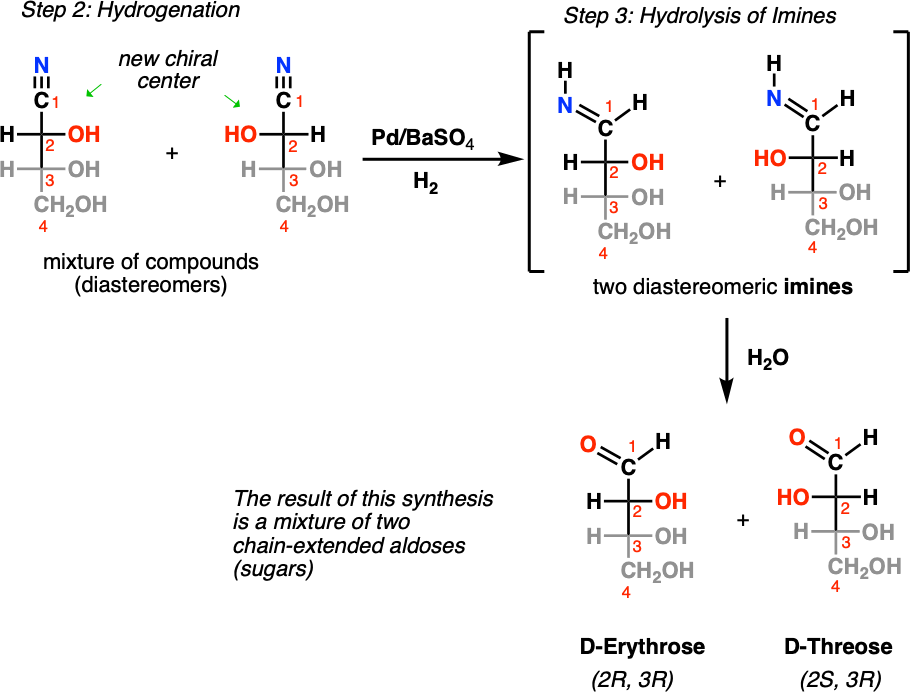 Step 2: Hydrogenation
Step 3: Hydrolysis of Imines
new chiral
center
N
C 1
H OH
2
H OH
3
CH₂OH
4
+
N
C 1
HO H
2
H OH
3
CH₂OH
4
mixture of compounds
(diastereomers)
Pd/BaSO₄
H₂
H
N 1 H
C
H OH
2
H OH
3
CH₂OH
4
+
H
N 1 H
C
HO H
2
H OH
3
CH₂OH
4
two diastereomeric imines
H₂O
The result of this synthesis
is a mixture of two
chain-extended aldoses
(sugars)
O 1 H
C
H OH
2
H OH
3
CH₂OH
4
+
O 1 H
C
HO H
2
H OH
3
CH₂OH
4
D-Erythrose
(2R, 3R)
D-Threose
(2S, 3R)